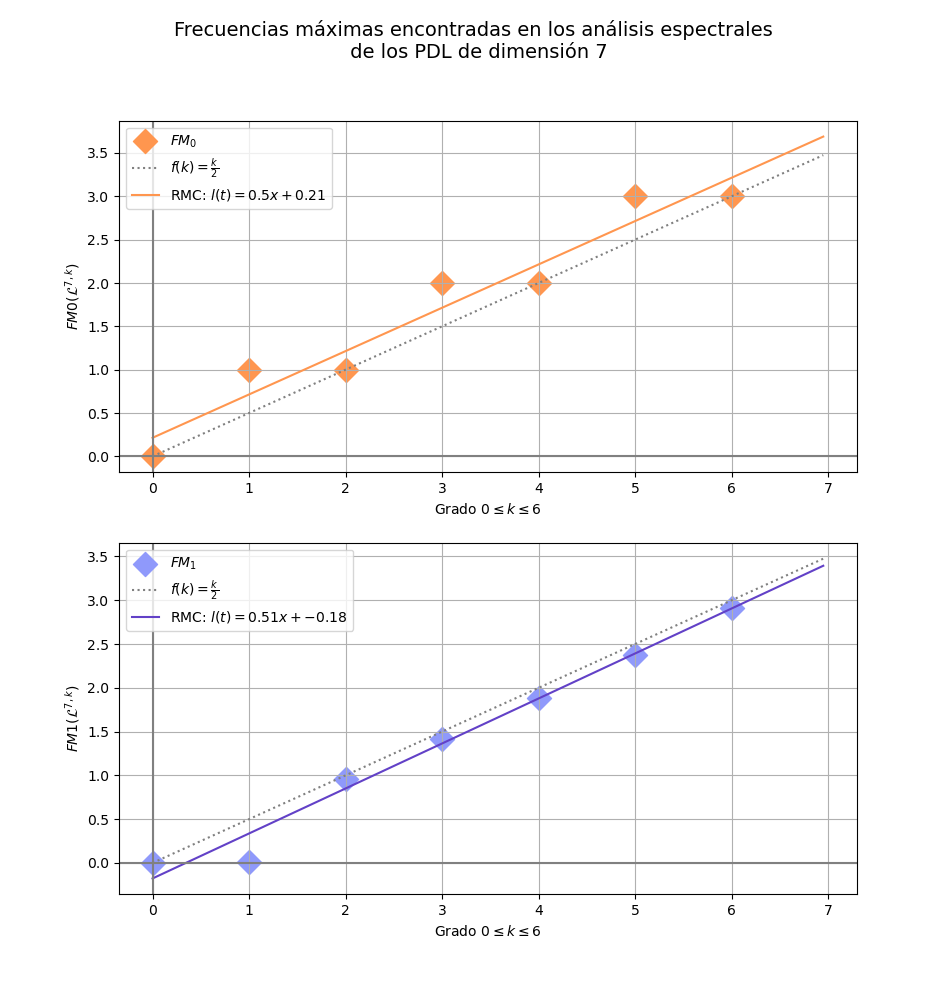 Frecuencias máximas encontradas en los análisis espectrales
de los PDL de dimensión 7
FM₀
f(k) = k/2
RMC: l(t) = 0.5x + 0.21
3.5
3.0
2.5
2.0
1.5
1.0
0.5
0.0
FM0(ℒ⁷˒ᵏ)
0 1 2 3 4 5 6 7
Grado 0 ≤ k ≤ 6
FM₁
f(k) = k/2
RMC: l(t) = 0.51x + −0.18
3.5
3.0
2.5
2.0
1.5
1.0
0.5
0.0
FM1(ℒ⁷˒ᵏ)
0 1 2 3 4 5 6 7
Grado 0 ≤ k ≤ 6